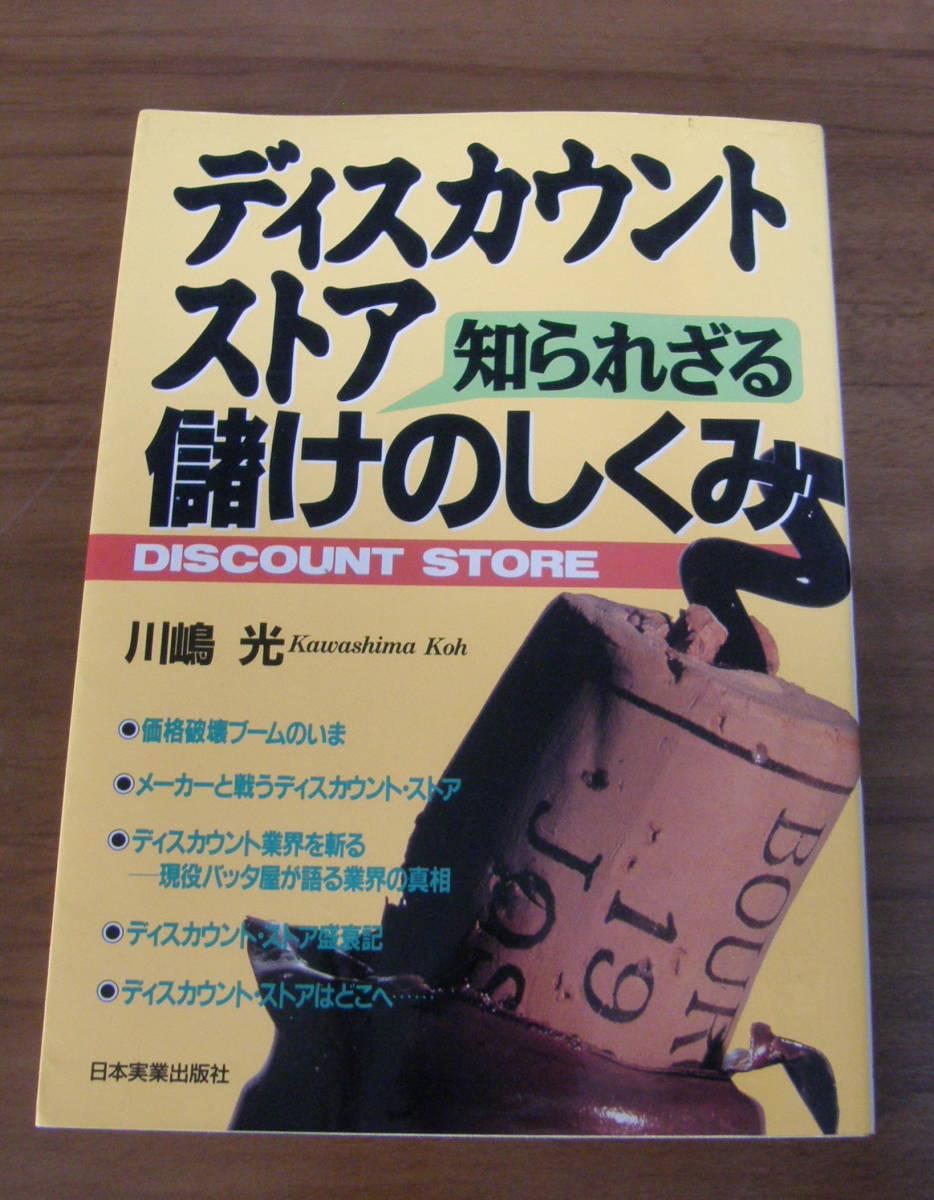 ディスカウント
ストア
知られざる
儲けのしくみ
DISCOUNT STORE
川嶋 光 Kawashima Koh
●価格破壊ブームのいま
●メーカーと戦うディスカウント・ストア
●ディスカウント業界を斬る
──現役バッタ屋が語る業界の真相
●ディスカウント・ストア盛衰記
●ディスカウント・ストアはどこへ……
日本実業出版社
JOS
19
BOUR